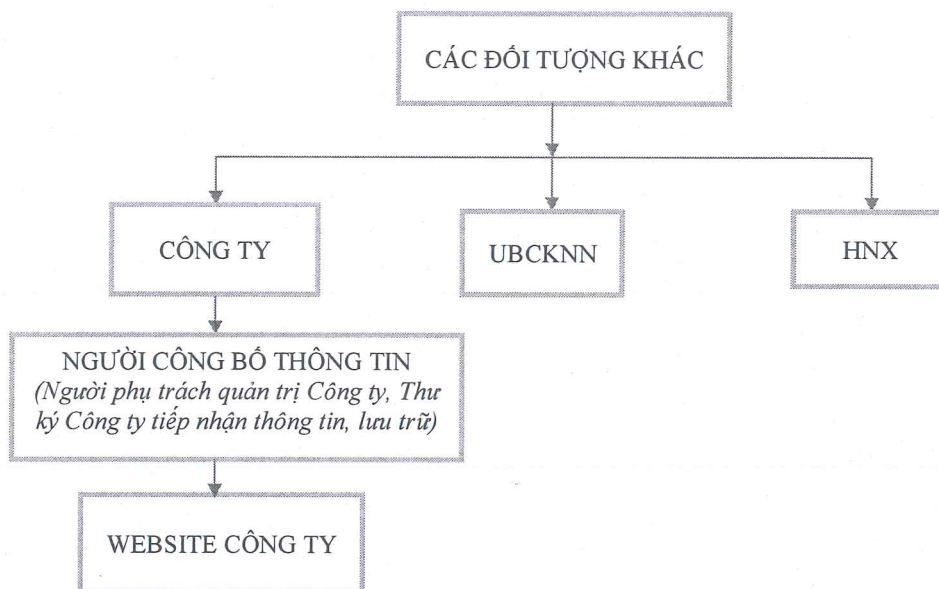 CÁC ĐỐI TƯỢNG KHÁC
CÔNG TY
UBCKNN
HNX
NGƯỜI CÔNG BỐ THÔNG TIN
(Người phụ trách quản trị Công ty, Thư
ký Công ty tiếp nhận thông tin, lưu trữ)
WEBSITE CÔNG TY